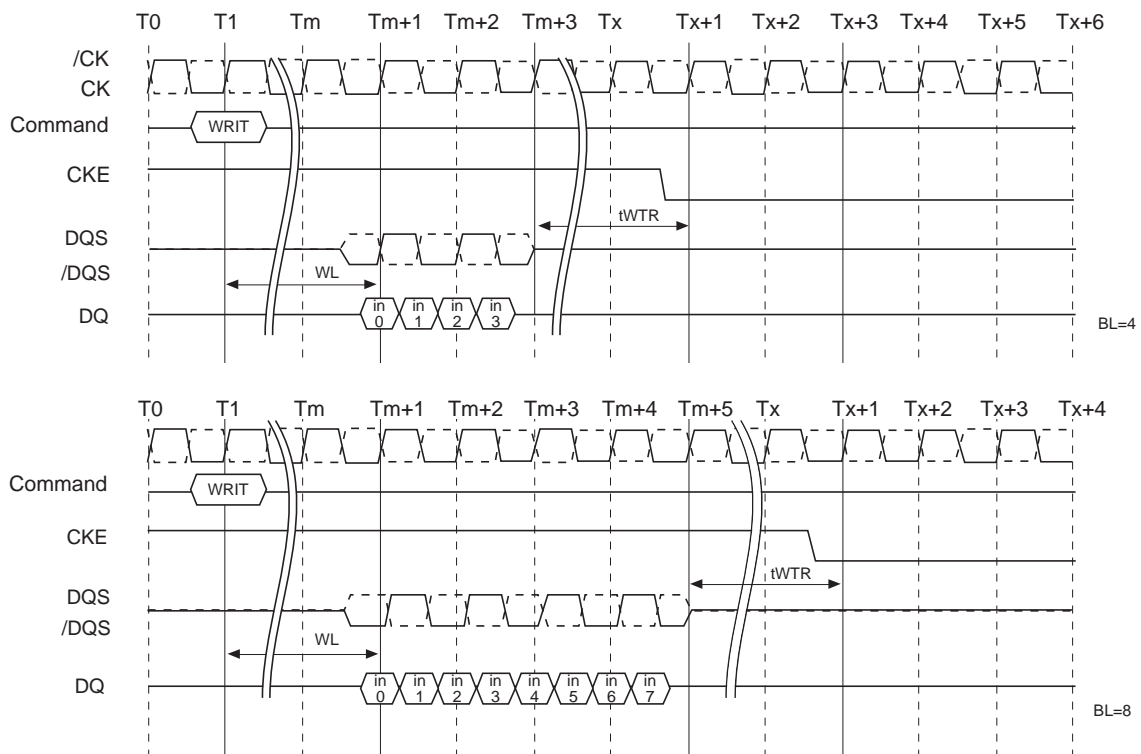 T0 T1 Tm Tm+1 Tm+2 Tm+3 Tx Tx+1 Tx+2 Tx+3 Tx+4 Tx+5 Tx+6
/CK
CK
Command WRIT
CKE
tWTR
DQS
/DQS
WL
DQ in 0 in 1 in 2 in 3
BL=4
T0 T1 Tm Tm+1 Tm+2 Tm+3 Tm+4 Tm+5 Tx Tx+1 Tx+2 Tx+3 Tx+4
Command WRIT
CKE
tWTR
DQS
/DQS
WL
DQ in 0 in 1 in 2 in 3 in 4 in 5 in 6 in 7
BL=8